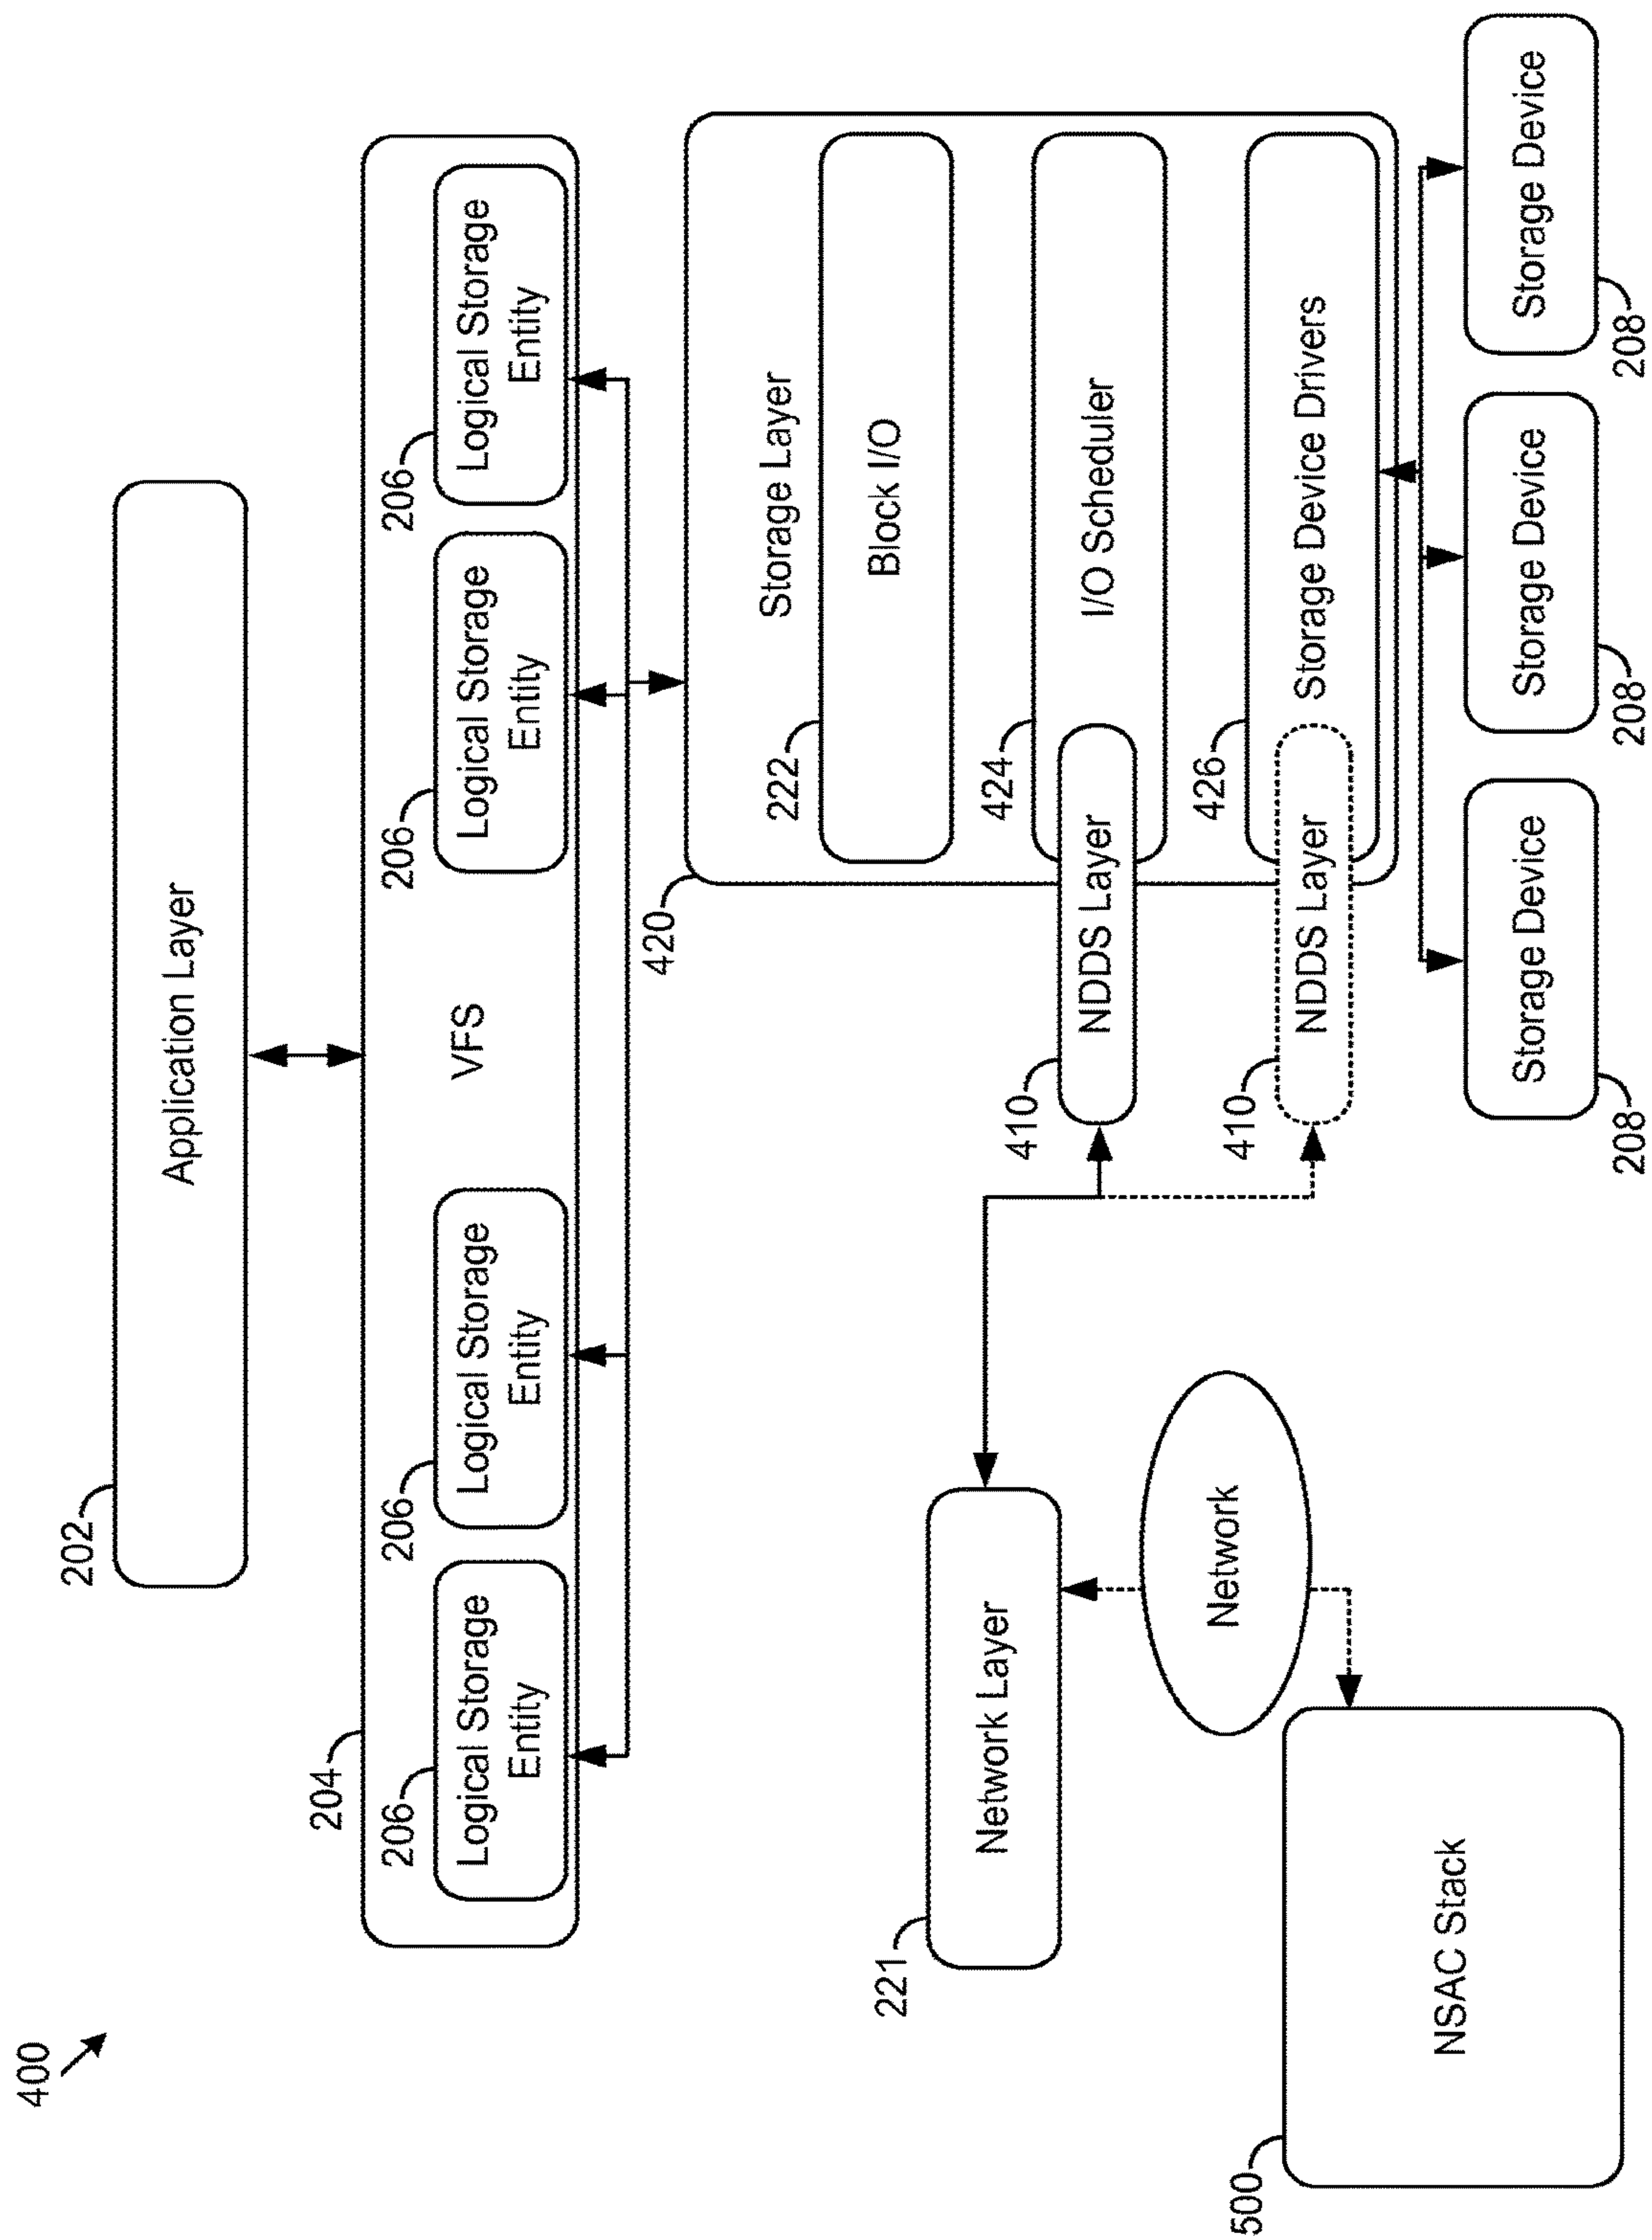 400
202
Application Layer
204
VFS
206
Logical Storage
Entity
206
Logical Storage
Entity
206
Logical Storage
Entity
206
Logical Storage
Entity
420
Storage Layer
222
Block I/O
424
I/O Scheduler
410
NDDS Layer
426
Storage Device Drivers
410
NDDS Layer
221
Network Layer
Network
500
NSAC Stack
Storage Device
208
Storage Device
208
Storage Device
208